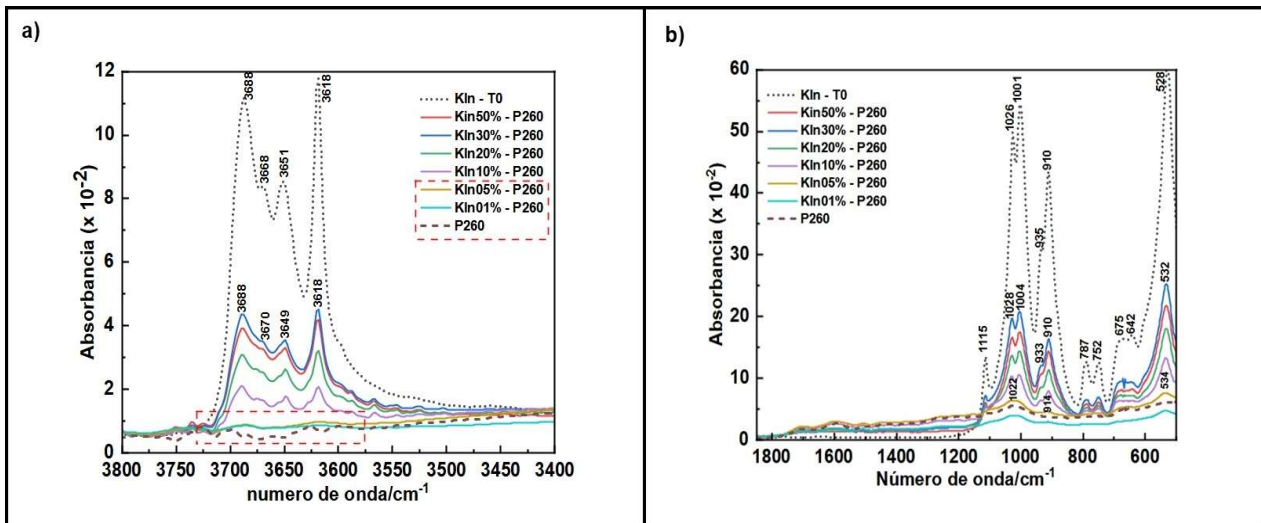 a)
Absorbancia (x 10-2)
12
10
8
6
4
2
0
3688
3668
3651
3618
3688
3670
3649
3618
Kln - T0
Kin50% - P260
Kln30% - P260
Kln20% - P260
Kln10% - P260
Kln05% - P260
Kln01% - P260
P260
3800 3750 3700 3650 3600 3550 3500 3450 3400
numero de onda/cm-1
b)
Absorbancia (x 10-2)
60
50
40
30
20
10
0
Kln - T0
Kin50% - P260
Kln30% - P260
Kln20% - P260
Kln10% - P260
Kln05% - P260
Kln01% - P260
P260
1115
1026
1001
935
910
1028
1004
933
910
1022
914
787
752
675
642
528
532
534
1800 1600 1400 1200 1000 800 600
Número de onda/cm-1